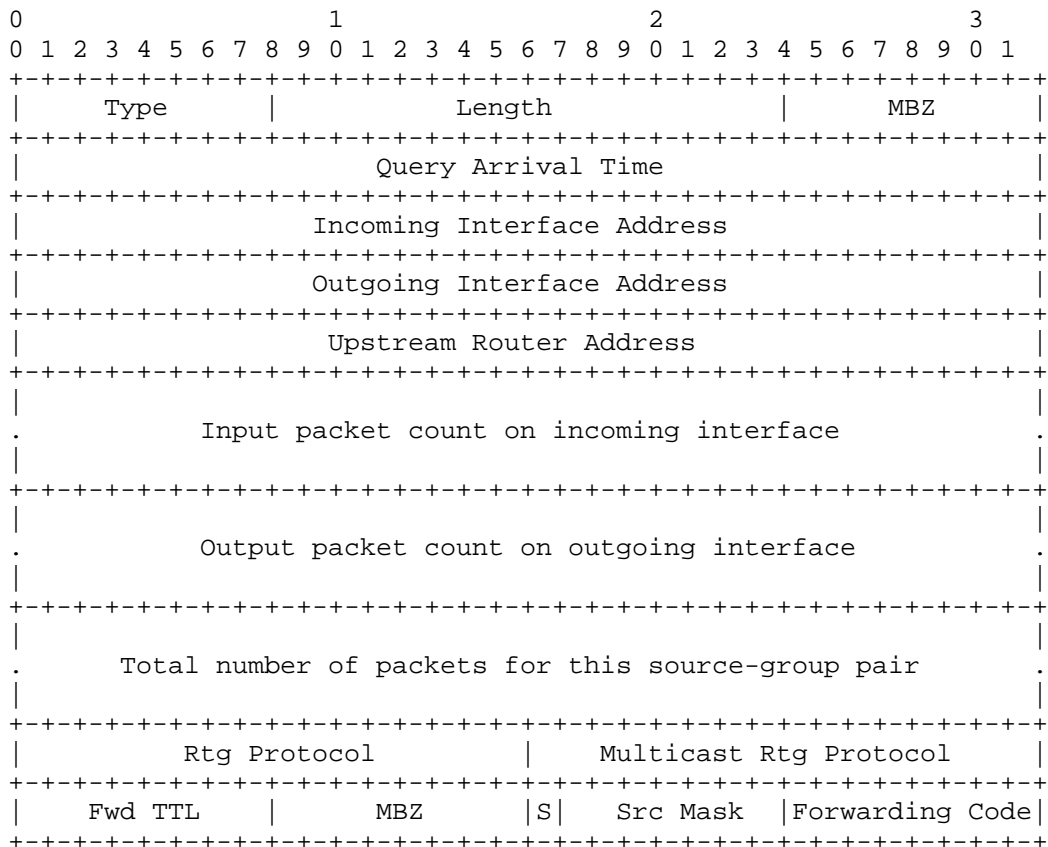 0                   1                   2                   3
0 1 2 3 4 5 6 7 8 9 0 1 2 3 4 5 6 7 8 9 0 1 2 3 4 5 6 7 8 9 0 1
+-+-+-+-+-+-+-+-+-+-+-+-+-+-+-+-+-+-+-+-+-+-+-+-+-+-+-+-+-+-+-+-+
|     Type      |           Length              |      MBZ      |
+-+-+-+-+-+-+-+-+-+-+-+-+-+-+-+-+-+-+-+-+-+-+-+-+-+-+-+-+-+-+-+-+
|                      Query Arrival Time                       |
+-+-+-+-+-+-+-+-+-+-+-+-+-+-+-+-+-+-+-+-+-+-+-+-+-+-+-+-+-+-+-+-+
|                  Incoming Interface Address                   |
+-+-+-+-+-+-+-+-+-+-+-+-+-+-+-+-+-+-+-+-+-+-+-+-+-+-+-+-+-+-+-+-+
|                  Outgoing Interface Address                   |
+-+-+-+-+-+-+-+-+-+-+-+-+-+-+-+-+-+-+-+-+-+-+-+-+-+-+-+-+-+-+-+-+
|                   Upstream Router Address                     |
+-+-+-+-+-+-+-+-+-+-+-+-+-+-+-+-+-+-+-+-+-+-+-+-+-+-+-+-+-+-+-+-+
|                                                               |
.           Input packet count on incoming interface            .
|                                                               |
+-+-+-+-+-+-+-+-+-+-+-+-+-+-+-+-+-+-+-+-+-+-+-+-+-+-+-+-+-+-+-+-+
|                                                               |
.           Output packet count on outgoing interface           .
|                                                               |
+-+-+-+-+-+-+-+-+-+-+-+-+-+-+-+-+-+-+-+-+-+-+-+-+-+-+-+-+-+-+-+-+
|                                                               |
.      Total number of packets for this source-group pair       .
|                                                               |
+-+-+-+-+-+-+-+-+-+-+-+-+-+-+-+-+-+-+-+-+-+-+-+-+-+-+-+-+-+-+-+-+
|          Rtg Protocol         |    Multicast Rtg Protocol     |
+-+-+-+-+-+-+-+-+-+-+-+-+-+-+-+-+-+-+-+-+-+-+-+-+-+-+-+-+-+-+-+-+
|    Fwd TTL    |      MBZ      |S|   Src Mask  |Forwarding Code|
+-+-+-+-+-+-+-+-+-+-+-+-+-+-+-+-+-+-+-+-+-+-+-+-+-+-+-+-+-+-+-+-+